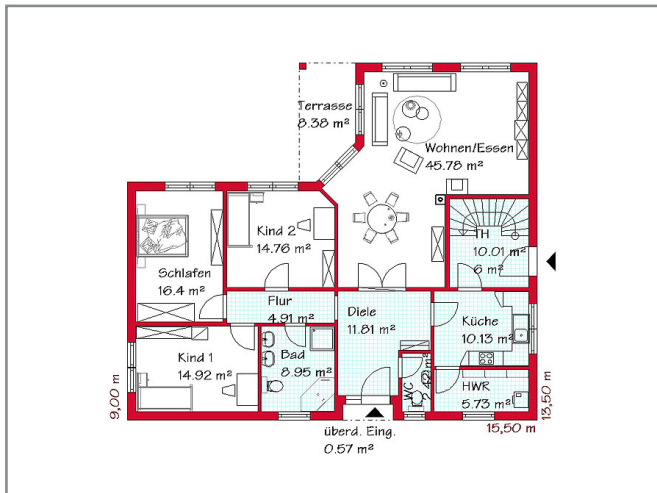 Terrasse
8.38 m²
Wohnen/Essen
45.78 m²
Kind 2
14.76 m²
TH
10.01 m²
6 m²
Schlafen
16.4 m²
Flur
4.91 m²
Diele
11.81 m²
Küche
10.13 m²
Kind 1
14.92 m²
Bad
8.95 m²
WC
2.42 m²
HWR
5.73 m²
9,00 m
13,50 m
15,50 m
überd. Eing.
0.57 m²